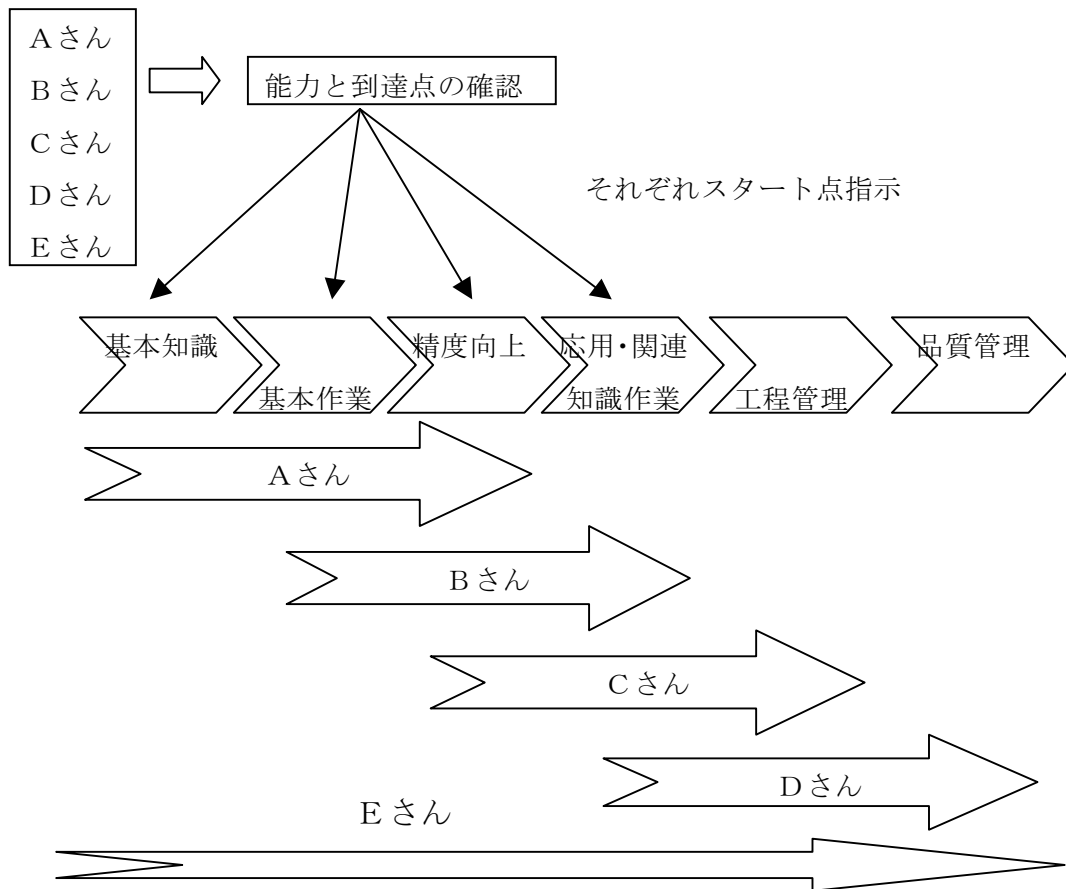 Aさん
Bさん
Cさん
Dさん
Eさん
能力と到達点の確認
それぞれスタート点指示
基本知識
基本作業
精度向上
応用・関連
知識作業
工程管理
品質管理
Aさん
Bさん
Cさん
Dさん
Eさん